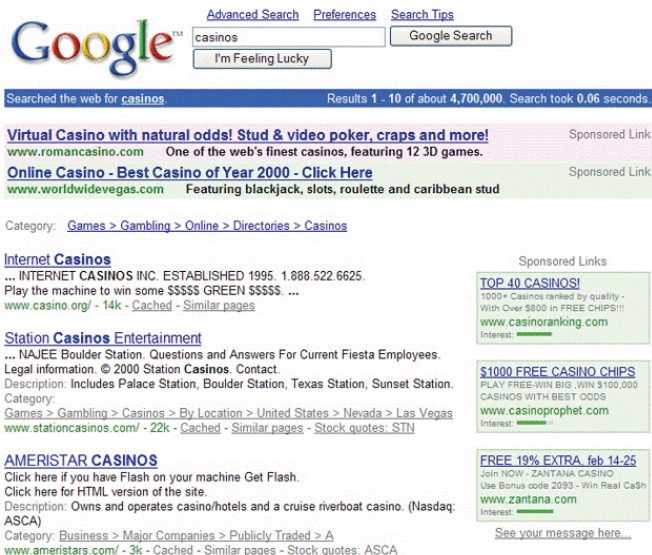 Google™
Advanced Search Preferences Search Tips
casinos
Google Search
I'm Feeling Lucky
Searched the web for casinos. Results 1 - 10 of about 4,700,000. Search took 0.06 seconds.
Virtual Casino with natural odds! Stud & video poker, craps and more! Sponsored Link
www.romancasino.com One of the web's finest casinos, featuring 12 3D games.
Online Casino - Best Casino of Year 2000 - Click Here Sponsored Link
www.worldwidevegas.com Featuring blackjack, slots, roulette and caribbean stud
Category: Games > Gambling > Online > Directories > Casinos
Internet Casinos
... INTERNET CASINOS INC. ESTABLISHED 1995. 1.888.522.6625.
Play the machine to win some $$$$$ GREEN $$$$$. ...
www.casino.org/ - 14k - Cached - Similar pages
Station Casinos Entertainment
... NAJEE Boulder Station. Questions and Answers For Current Fiesta Employees.
Legal information. © 2000 Station Casinos. Contact.
Description: Includes Palace Station, Boulder Station, Texas Station, Sunset Station.
Category:
Games > Gambling > Casinos > By Location > United States > Nevada > Las Vegas
www.stationcasinos.com/ - 22k - Cached - Similar pages - Stock quotes: STN
AMERISTAR CASINOS
Click here if you have Flash on your machine Get Flash.
Click here for HTML version of the site.
Description: Owns and operates casino/hotels and a cruise riverboat casino. (Nasdaq:
ASCA)
Category: Business > Major Companies > Publicly Traded > A
www.ameristars.com/ - 3k - Cached - Similar pages - Stock quotes: ASCA
Sponsored Links
TOP 40 CASINOS!
1000+ Casinos ranked by quality -
With Over $800 in FREE CHIPS!!!
www.casinoranking.com
Interest:
$1000 FREE CASINO CHIPS
PLAY FREE-WIN BIG ,WIN $100,000
CASINOS WITH BEST ODDS
www.casinoprophet.com
Interest:
FREE 19% EXTRA, feb 14-25
Join NOW - ZANTANA CASINO
Use Bonus code 2093 - Win Real Ca$h
www.zantana.com
Interest:
See your message here...